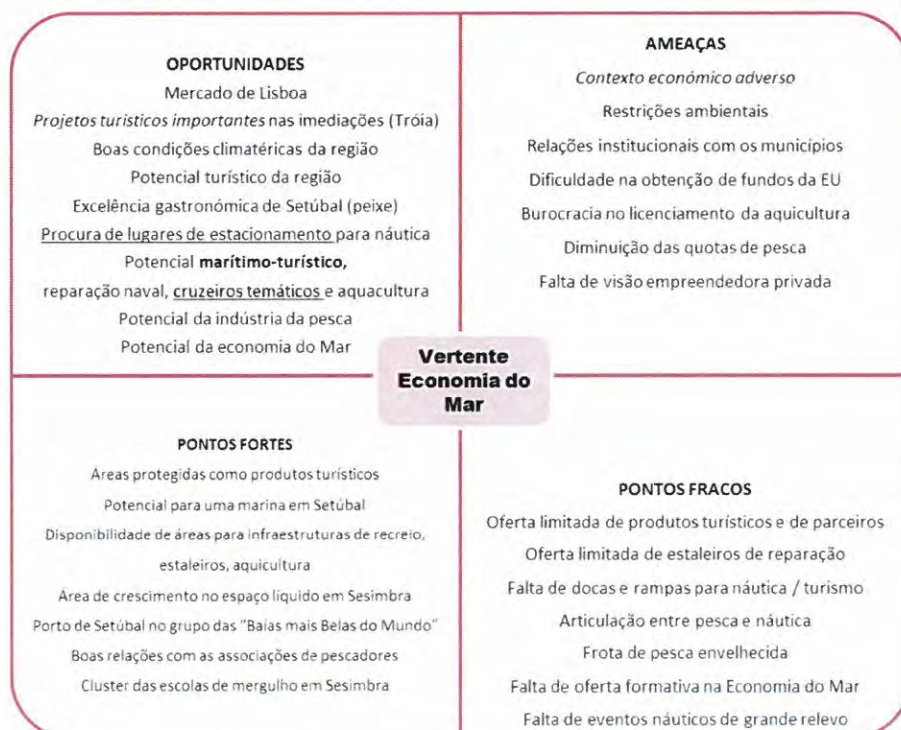 OPORTUNIDADES
Mercado de Lisboa
Projetos turisticos importantes nas imediações (Tróia)
Boas condições climatéricas da região
Potencial turístico da região
Excelência gastronómica de Setúbal (peixe)
Procura de lugares de estacionamento para náutica
Potencial marítimo-turístico,
reparação naval, cruzeiros temáticos e aquacultura
Potencial da indústria da pesca
Potencial da economia do Mar
AMEAÇAS
Contexto económico adverso
Restrições ambientais
Relações institucionais com os municípios
Dificuldade na obtenção de fundos da EU
Burocracia no licenciamento da aquicultura
Diminuição das quotas de pesca
Falta de visão empreendedora privada
Vertente
Economia do
Mar
PONTOS FORTES
Áreas protegidas como produtos turísticos
Potencial para uma marina em Setúbal
Disponibilidade de áreas para infraestruturas de recreio,
estaleiros, aquicultura
Área de crescimento no espaço líquido em Sesimbra
Porto de Setúbal no grupo das "Baías mais Belas do Mundo"
Boas relações com as associações de pescadores
Cluster das escolas de mergulho em Sesimbra
PONTOS FRACOS
Oferta limitada de produtos turísticos e de parceiros
Oferta limitada de estaleiros de reparação
Falta de docas e rampas para náutica / turismo
Articulação entre pesca e náutica
Frota de pesca envelhecida
Falta de oferta formativa na Economia do Mar
Falta de eventos náuticos de grande relevo